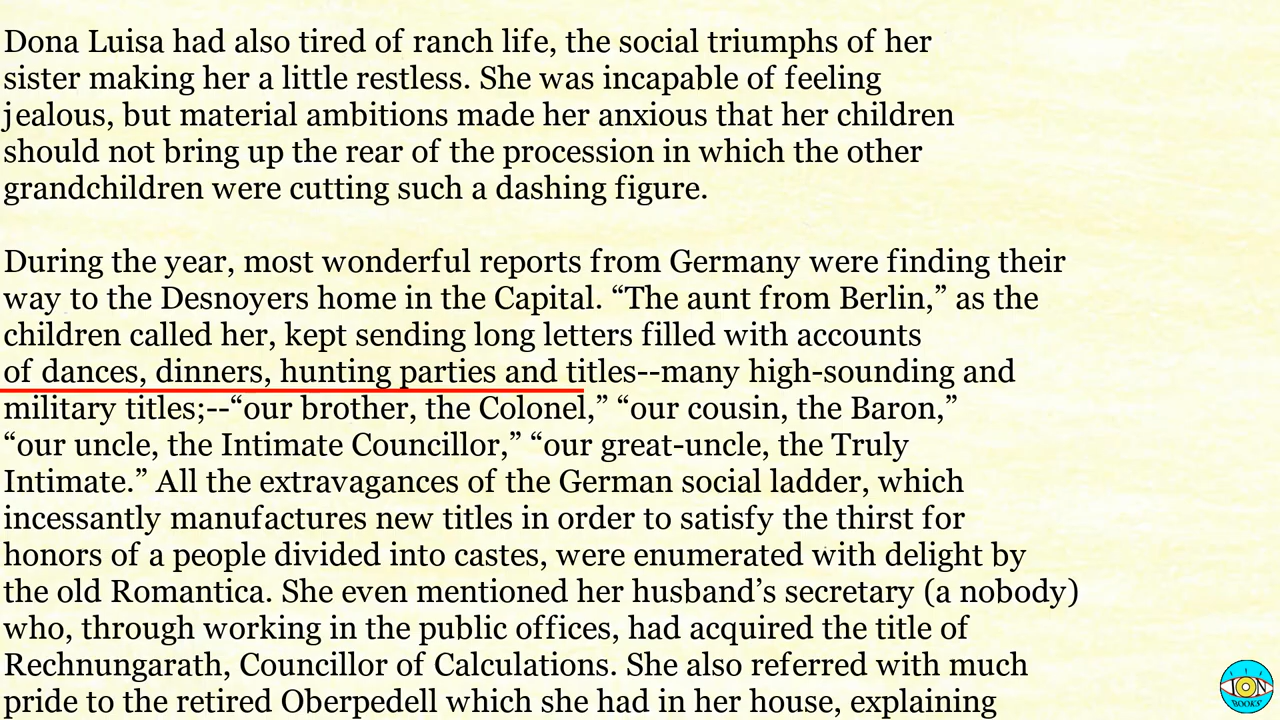 Dona Luisa had also tired of ranch life, the social triumphs of her
sister making her a little restless. She was incapable of feeling
jealous, but material ambitions made her anxious that her children
should not bring up the rear of the procession in which the other
grandchildren were cutting such a dashing figure.
During the year, most wonderful reports from Germany were finding their
way to the Desnoyers home in the Capital. “The aunt from Berlin,” as the
children called her, kept sending long letters filled with accounts
of dances, dinners, hunting parties and titles--many high-sounding and
military titles;--“our brother, the Colonel,” “our cousin, the Baron,”
“our uncle, the Intimate Councillor,” “our great-uncle, the Truly
Intimate.” All the extravagances of the German social ladder, which
incessantly manufactures new titles in order to satisfy the thirst for
honors of a people divided into castes, were enumerated with delight by
the old Romantica. She even mentioned her husband’s secretary (a nobody)
who, through working in the public offices, had acquired the title of
Rechnungarath, Councillor of Calculations. She also referred with much
pride to the retired Oberpedell which she had in her house, explaining
ION
BOOKS